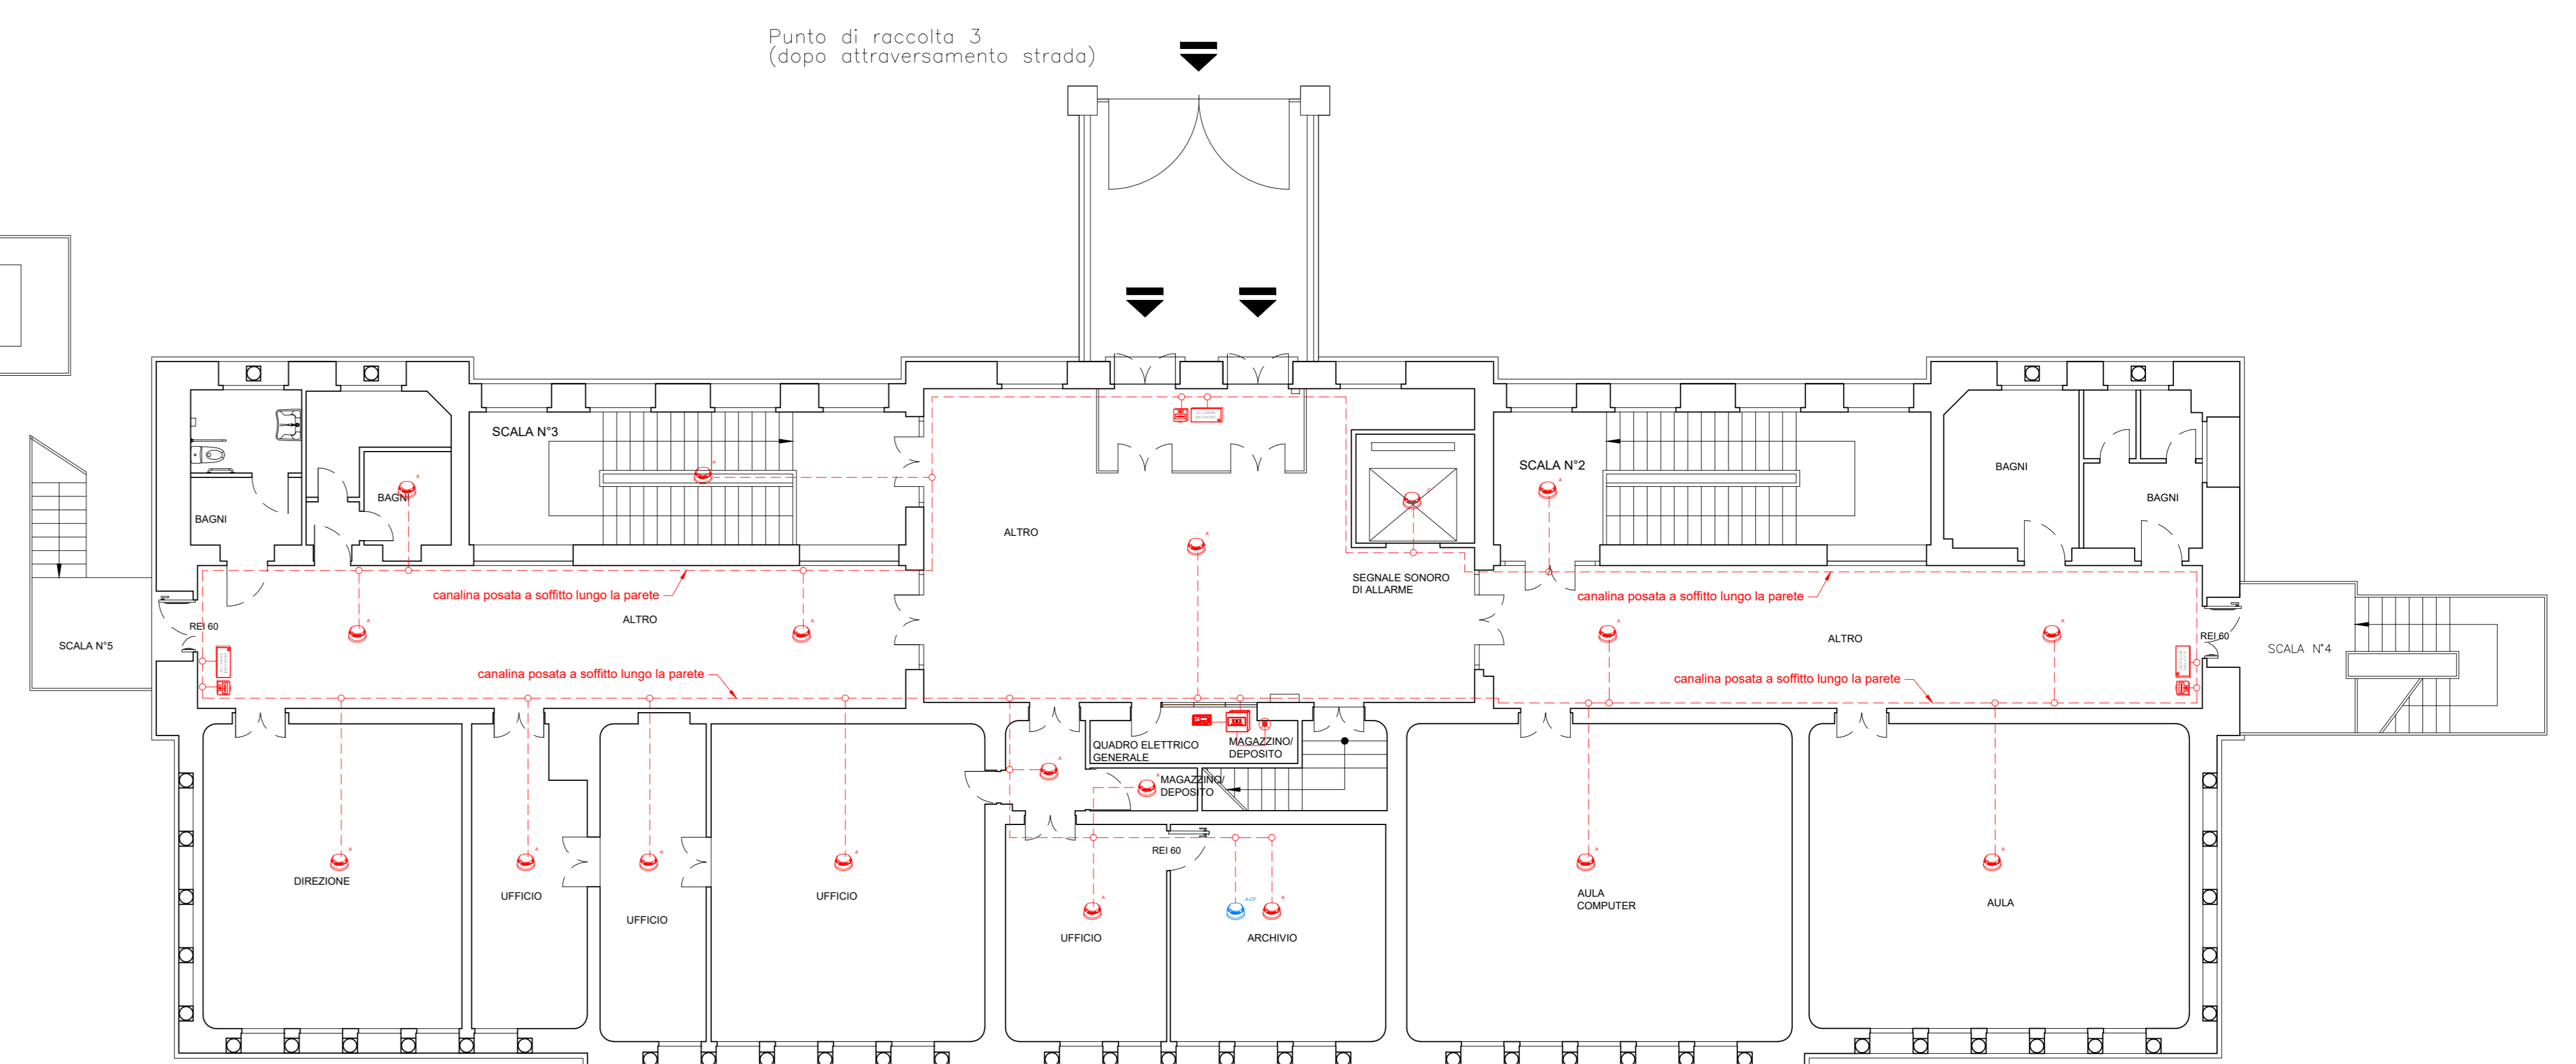 Punto di raccolta 3
(dopo attraversamento strada)
SCALA N°3
SCALA N°2
BAGNI
BAGNI
BAGNI
BAGNI
A
A
A
A
ALTRO
SEGNALE SONORO
DI ALLARME
canalina posata a soffitto lungo la parete
canalina posata a soffitto lungo la parete
REI 60
ALTRO
A
A
A
A
ALTRO
REI 60
SCALA N°5
SCALA N°4
canalina posata a soffitto lungo la parete
canalina posata a soffitto lungo la parete
QUADRO ELETTRICO
GENERALE
MAGAZZINO/
DEPOSITO
A
A
MAGAZZINO/
DEPOSITO
REI 60
A
A
A
A
A
A
DIREZIONE
UFFICIO
UFFICIO
UFFICIO
A
A+CF
A
UFFICIO
ARCHIVIO
AULA
COMPUTER
AULA